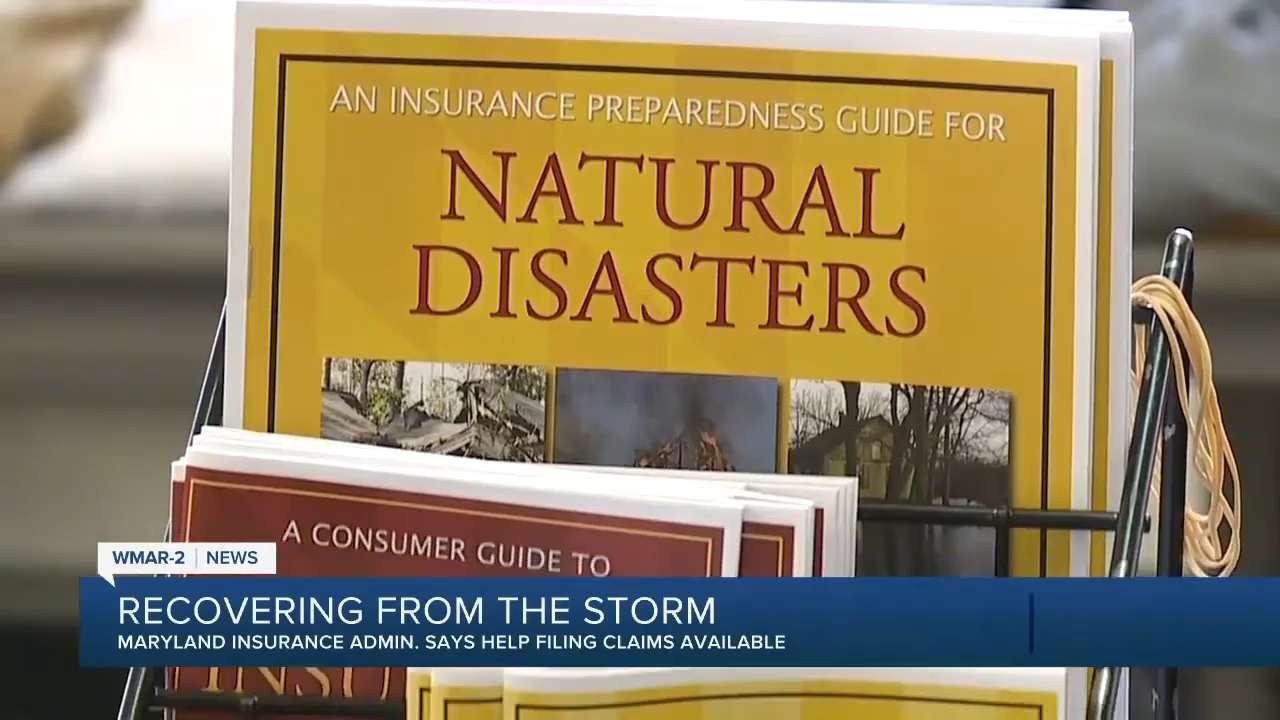 AN INSURANCE PREPAREDNESS GUIDE FOR
NATURAL
DISASTERS
A CONSUMER GUIDE TO
WMAR-2 NEWS
RECOVERING FROM THE STORM
MARYLAND INSURANCE ADMIN. SAYS HELP FILING CLAIMS AVAILABLE
INSU